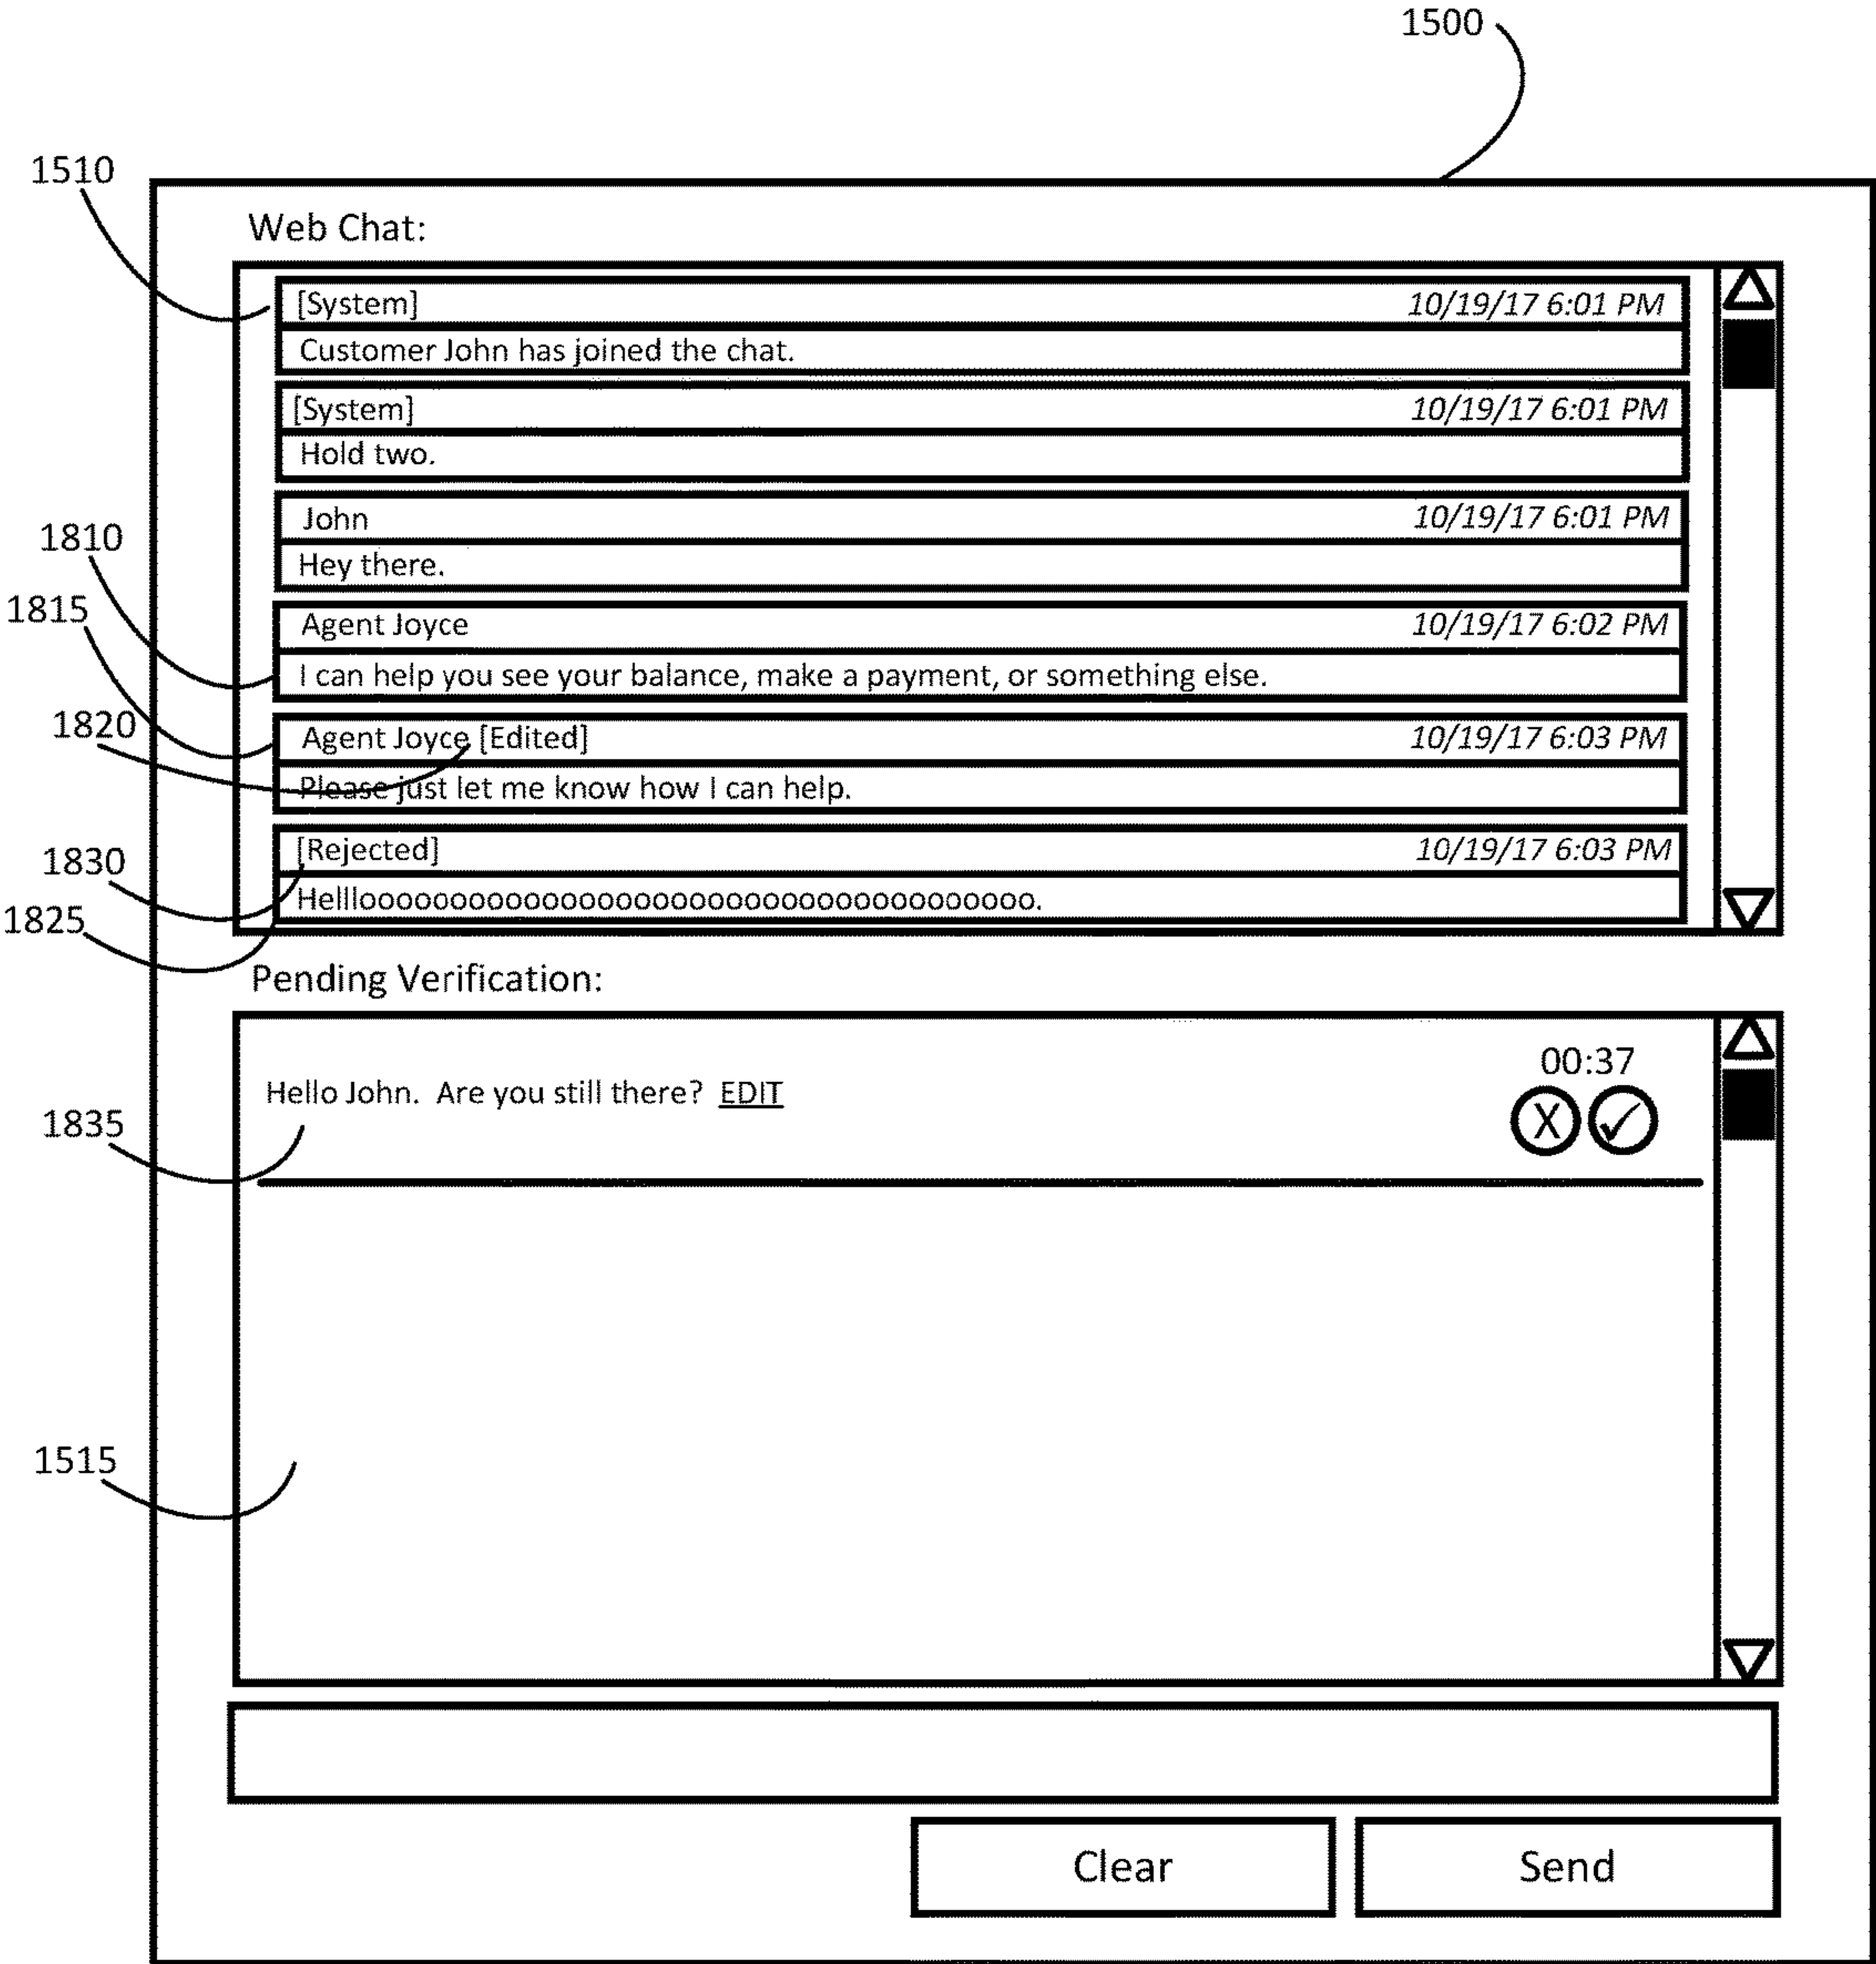 1500
1510
Web Chat:
[System] 10/19/17 6:01 PM
Customer John has joined the chat.
[System] 10/19/17 6:01 PM
Hold two.
John 10/19/17 6:01 PM
1810
Hey there.
1815
Agent Joyce 10/19/17 6:02 PM
I can help you see your balance, make a payment, or something else.
1820
Agent Joyce [Edited] 10/19/17 6:03 PM
Please just let me know how I can help.
1830
[Rejected] 10/19/17 6:03 PM
Hellloooooooooooooooooooooooooooooooooooooo.
1825
Pending Verification:
00:37
Hello John. Are you still there? EDIT
X
1835
1515
Clear Send